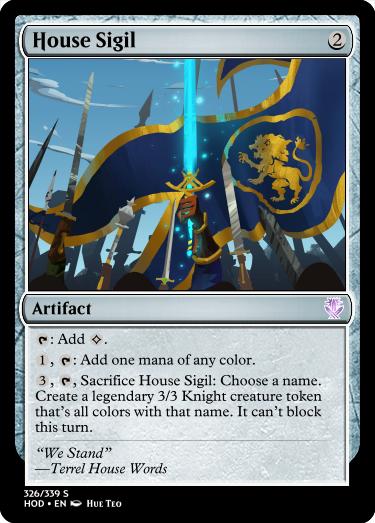 House Sigil 2
Artifact
: Add .
1, : Add one mana of any color.
3, , Sacrifice House Sigil: Choose a name.
Create a legendary 3/3 Knight creature token
that's all colors with that name. It can't block
this turn.
“We Stand”
—Terrel House Words
326/339 S
HOD • EN Hue Teo